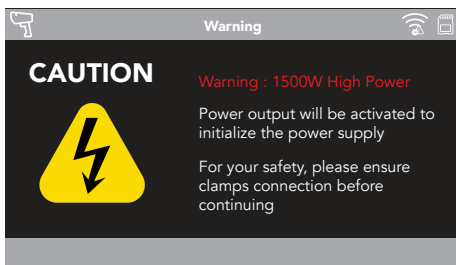 Warning
CAUTION
Warning : 1500W High Power
Power output will be activated to
initialize the power supply
For your safety, please ensure
clamps connection before
continuing